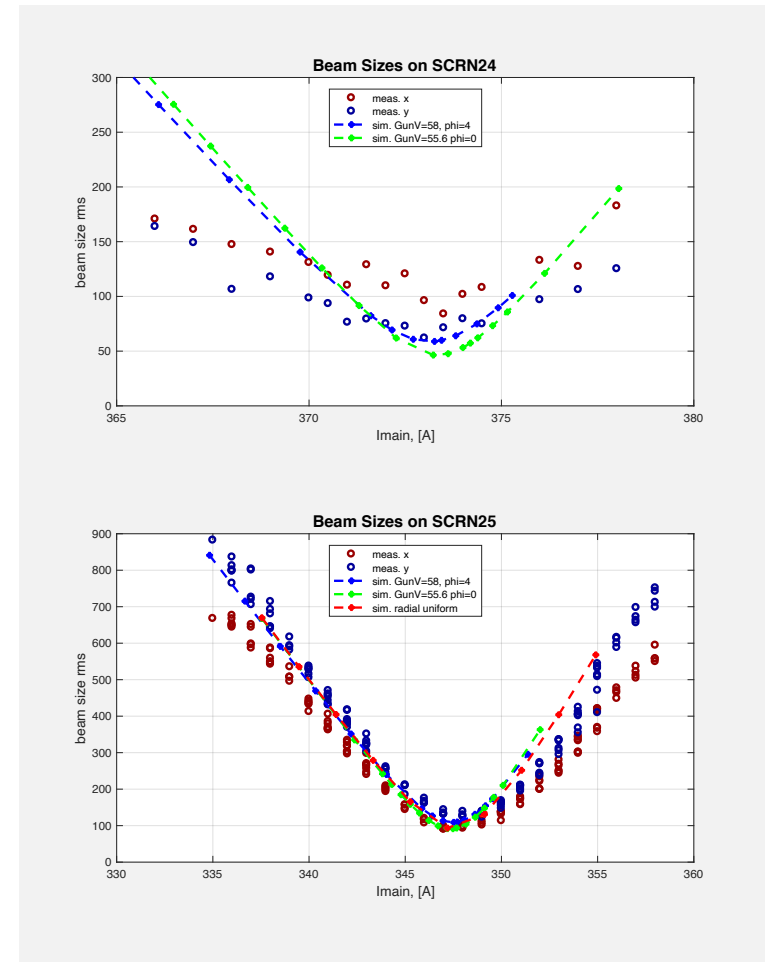 Beam Sizes on SCRN24
300
250
200
150
100
50
0
beam size rms
meas. x
meas. y
sim. GunV=58, phi=4
sim. GunV=55.6 phi=0
365
370
375
380
Imain, [A]
Beam Sizes on SCRN25
900
800
700
600
500
400
300
200
100
0
beam size rms
meas. x
meas. y
sim. GunV=58, phi=4
sim. GunV=55.6 phi=0
sim. radial uniform
330
335
340
345
350
355
360
Imain, [A]